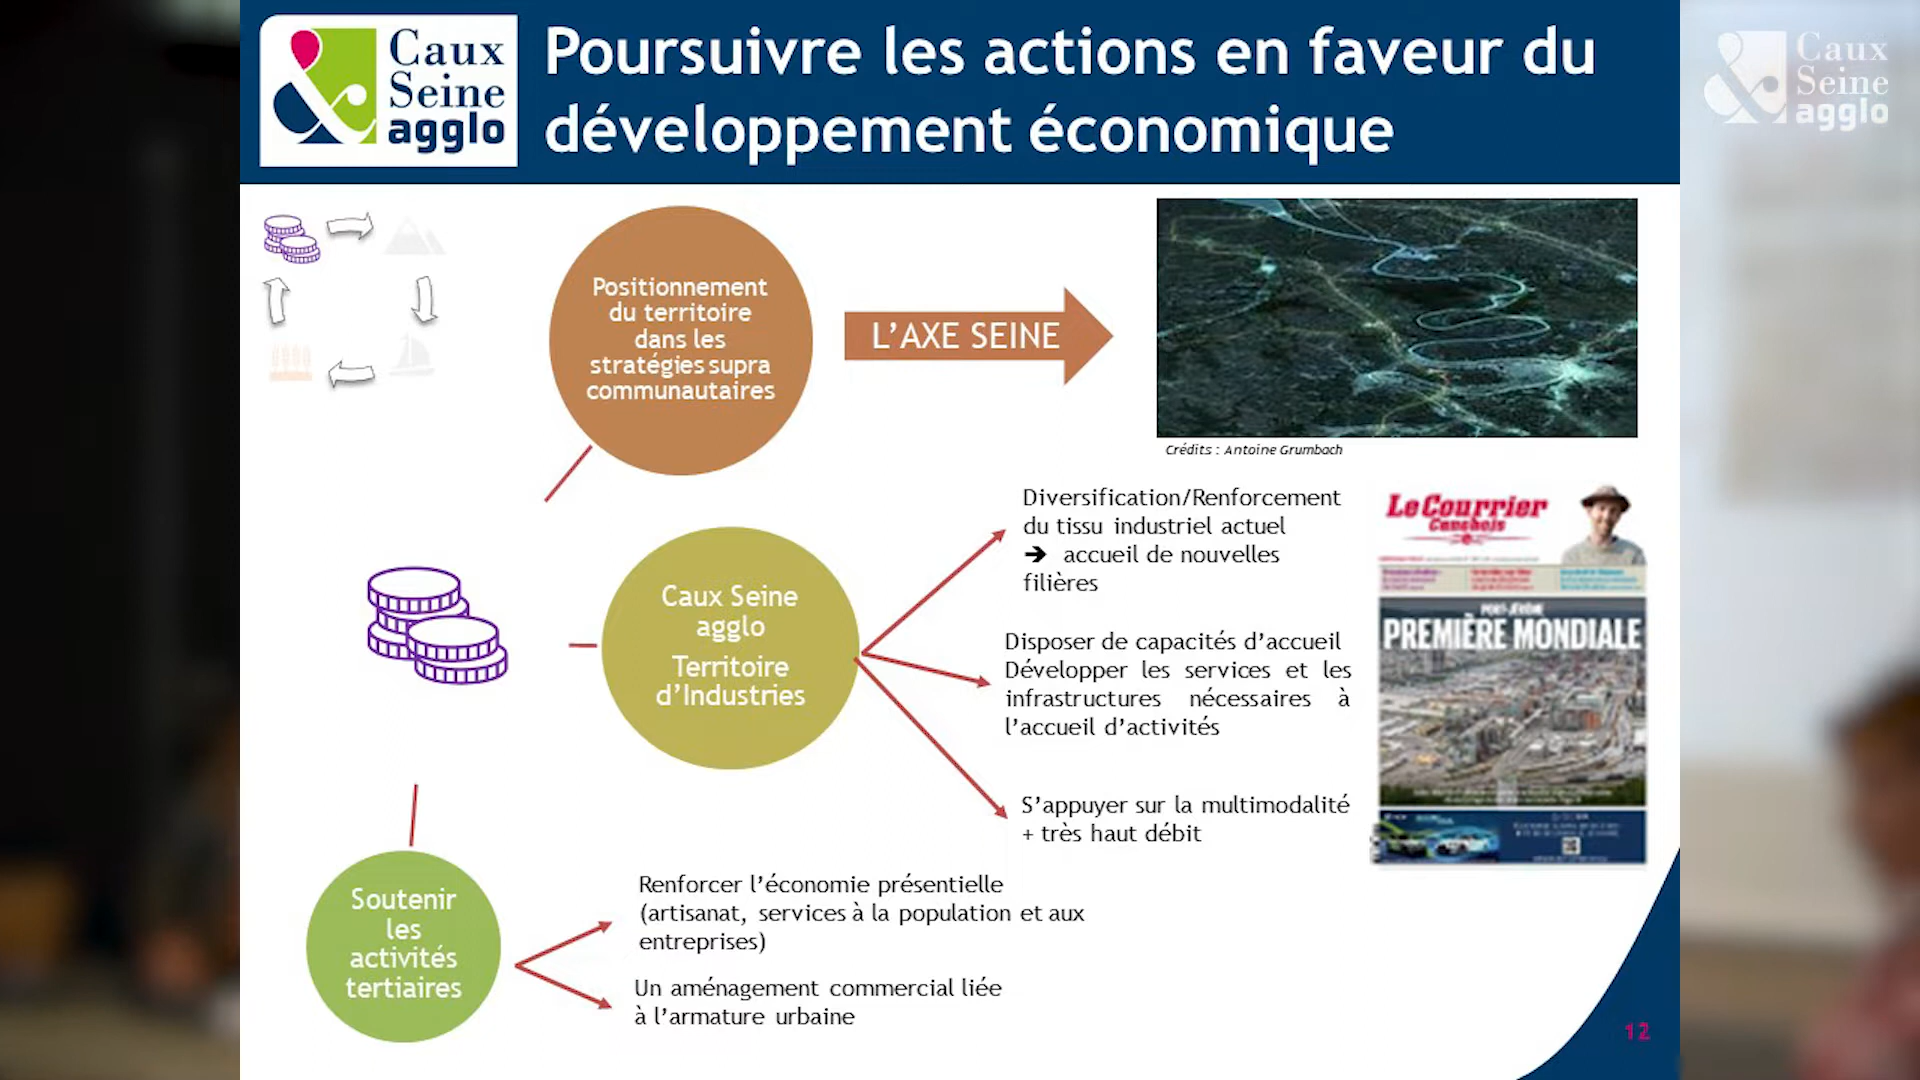 Caux
Seine
agglo
Poursuivre les actions en faveur du
développement économique
Caux
Seine
agglo
Positionnement
du territoire
dans les
stratégies supra
communautaires
L'AXE SEINE
Crédits : Antoine Grumbach
Caux Seine
agglo
Territoire
d'Industries
Diversification/Renforcement
du tissu industriel actuel
➔ accueil de nouvelles
filières
Disposer de capacités d'accueil
Développer les services et les
infrastructures nécessaires à
l'accueil d'activités
S'appuyer sur la multimodalité
+ très haut débit
Le Courrier
Cauchois
PORT-JÉRÔME
PREMIÈRE MONDIALE
Soutenir
les
activités
tertiaires
Renforcer l'économie présentielle
(artisanat, services à la population et aux
entreprises)
Un aménagement commercial liée
à l'armature urbaine
12